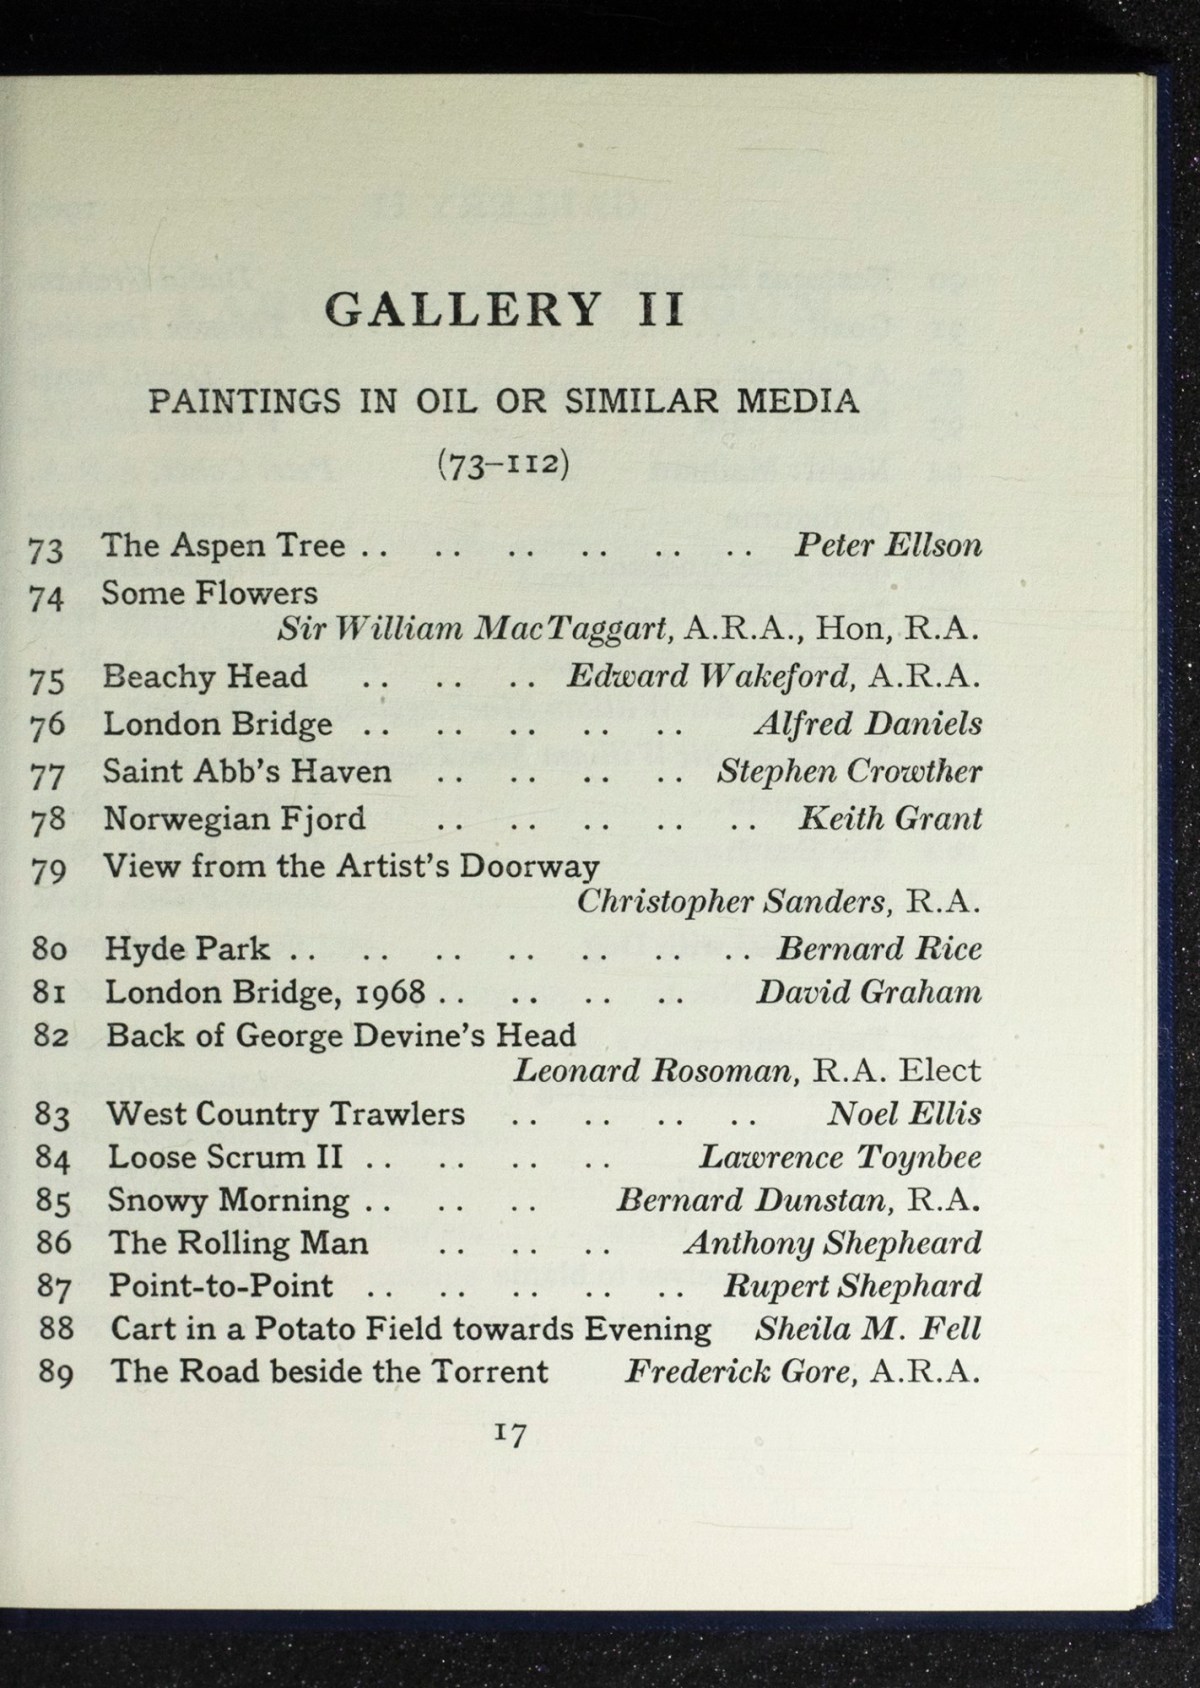 GALLERY II
PAINTINGS IN OIL OR SIMILAR MEDIA
(73–112)
73 The Aspen Tree .. .. .. .. .. .. Peter Ellson
74 Some Flowers
Sir William MacTaggart, A.R.A., Hon, R.A.
75 Beachy Head .. .. .. Edward Wakeford, A.R.A.
76 London Bridge .. .. .. .. .. Alfred Daniels
77 Saint Abb's Haven .. .. .. .. Stephen Crowther
78 Norwegian Fjord .. .. .. .. .. Keith Grant
79 View from the Artist's Doorway
Christopher Sanders, R.A.
80 Hyde Park .. .. .. .. .. .. .. Bernard Rice
81 London Bridge, 1968 .. .. .. .. David Graham
82 Back of George Devine's Head
Leonard Rosoman, R.A. Elect
83 West Country Trawlers .. .. .. .. Noel Ellis
84 Loose Scrum II .. .. .. .. Lawrence Toynbee
85 Snowy Morning .. .. .. Bernard Dunstan, R.A.
86 The Rolling Man .. .. .. Anthony Shepheard
87 Point-to-Point .. .. .. .. .. Rupert Shephard
88 Cart in a Potato Field towards Evening Sheila M. Fell
89 The Road beside the Torrent Frederick Gore, A.R.A.
17